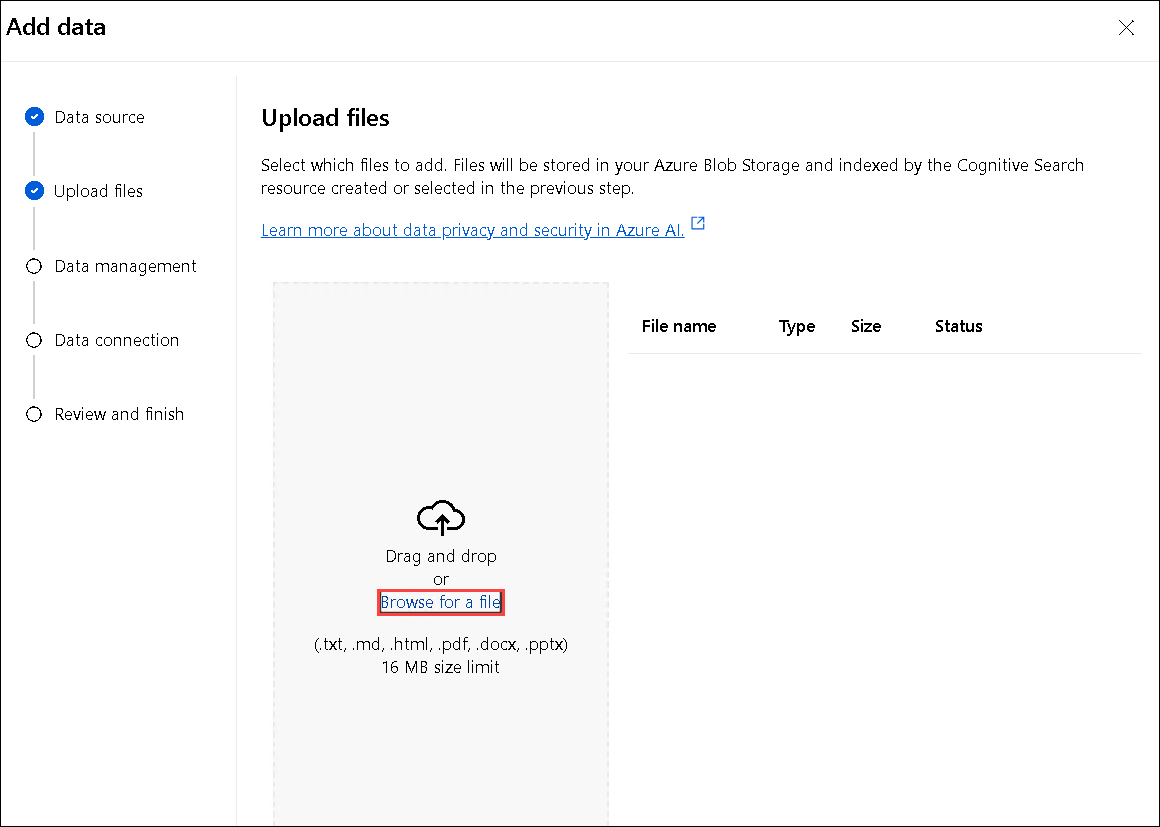 Add data
Data source
Upload files
Data management
Data connection
Review and finish
Upload files
Select which files to add. Files will be stored in your Azure Blob Storage and indexed by the Cognitive Search
resource created or selected in the previous step.
Learn more about data privacy and security in Azure AI.
Drag and drop
or
Browse for a file
(.txt, .md, .html, .pdf, .docx, .pptx)
16 MB size limit
File name Type Size Status